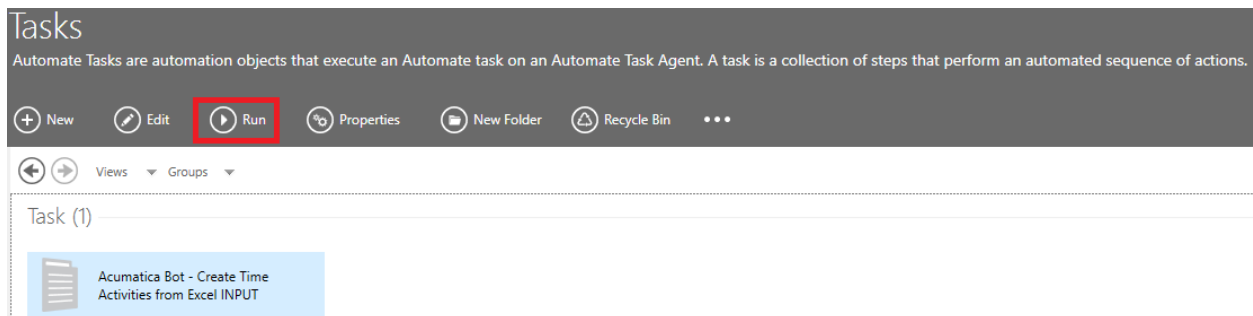 Tasks
Automate Tasks are automation objects that execute an Automate task on an Automate Task Agent. A task is a collection of steps that perform an automated sequence of actions.
New Edit Run Properties New Folder Recycle Bin •••
Views Groups
Task (1)
Acumatica Bot - Create Time
Activities from Excel INPUT